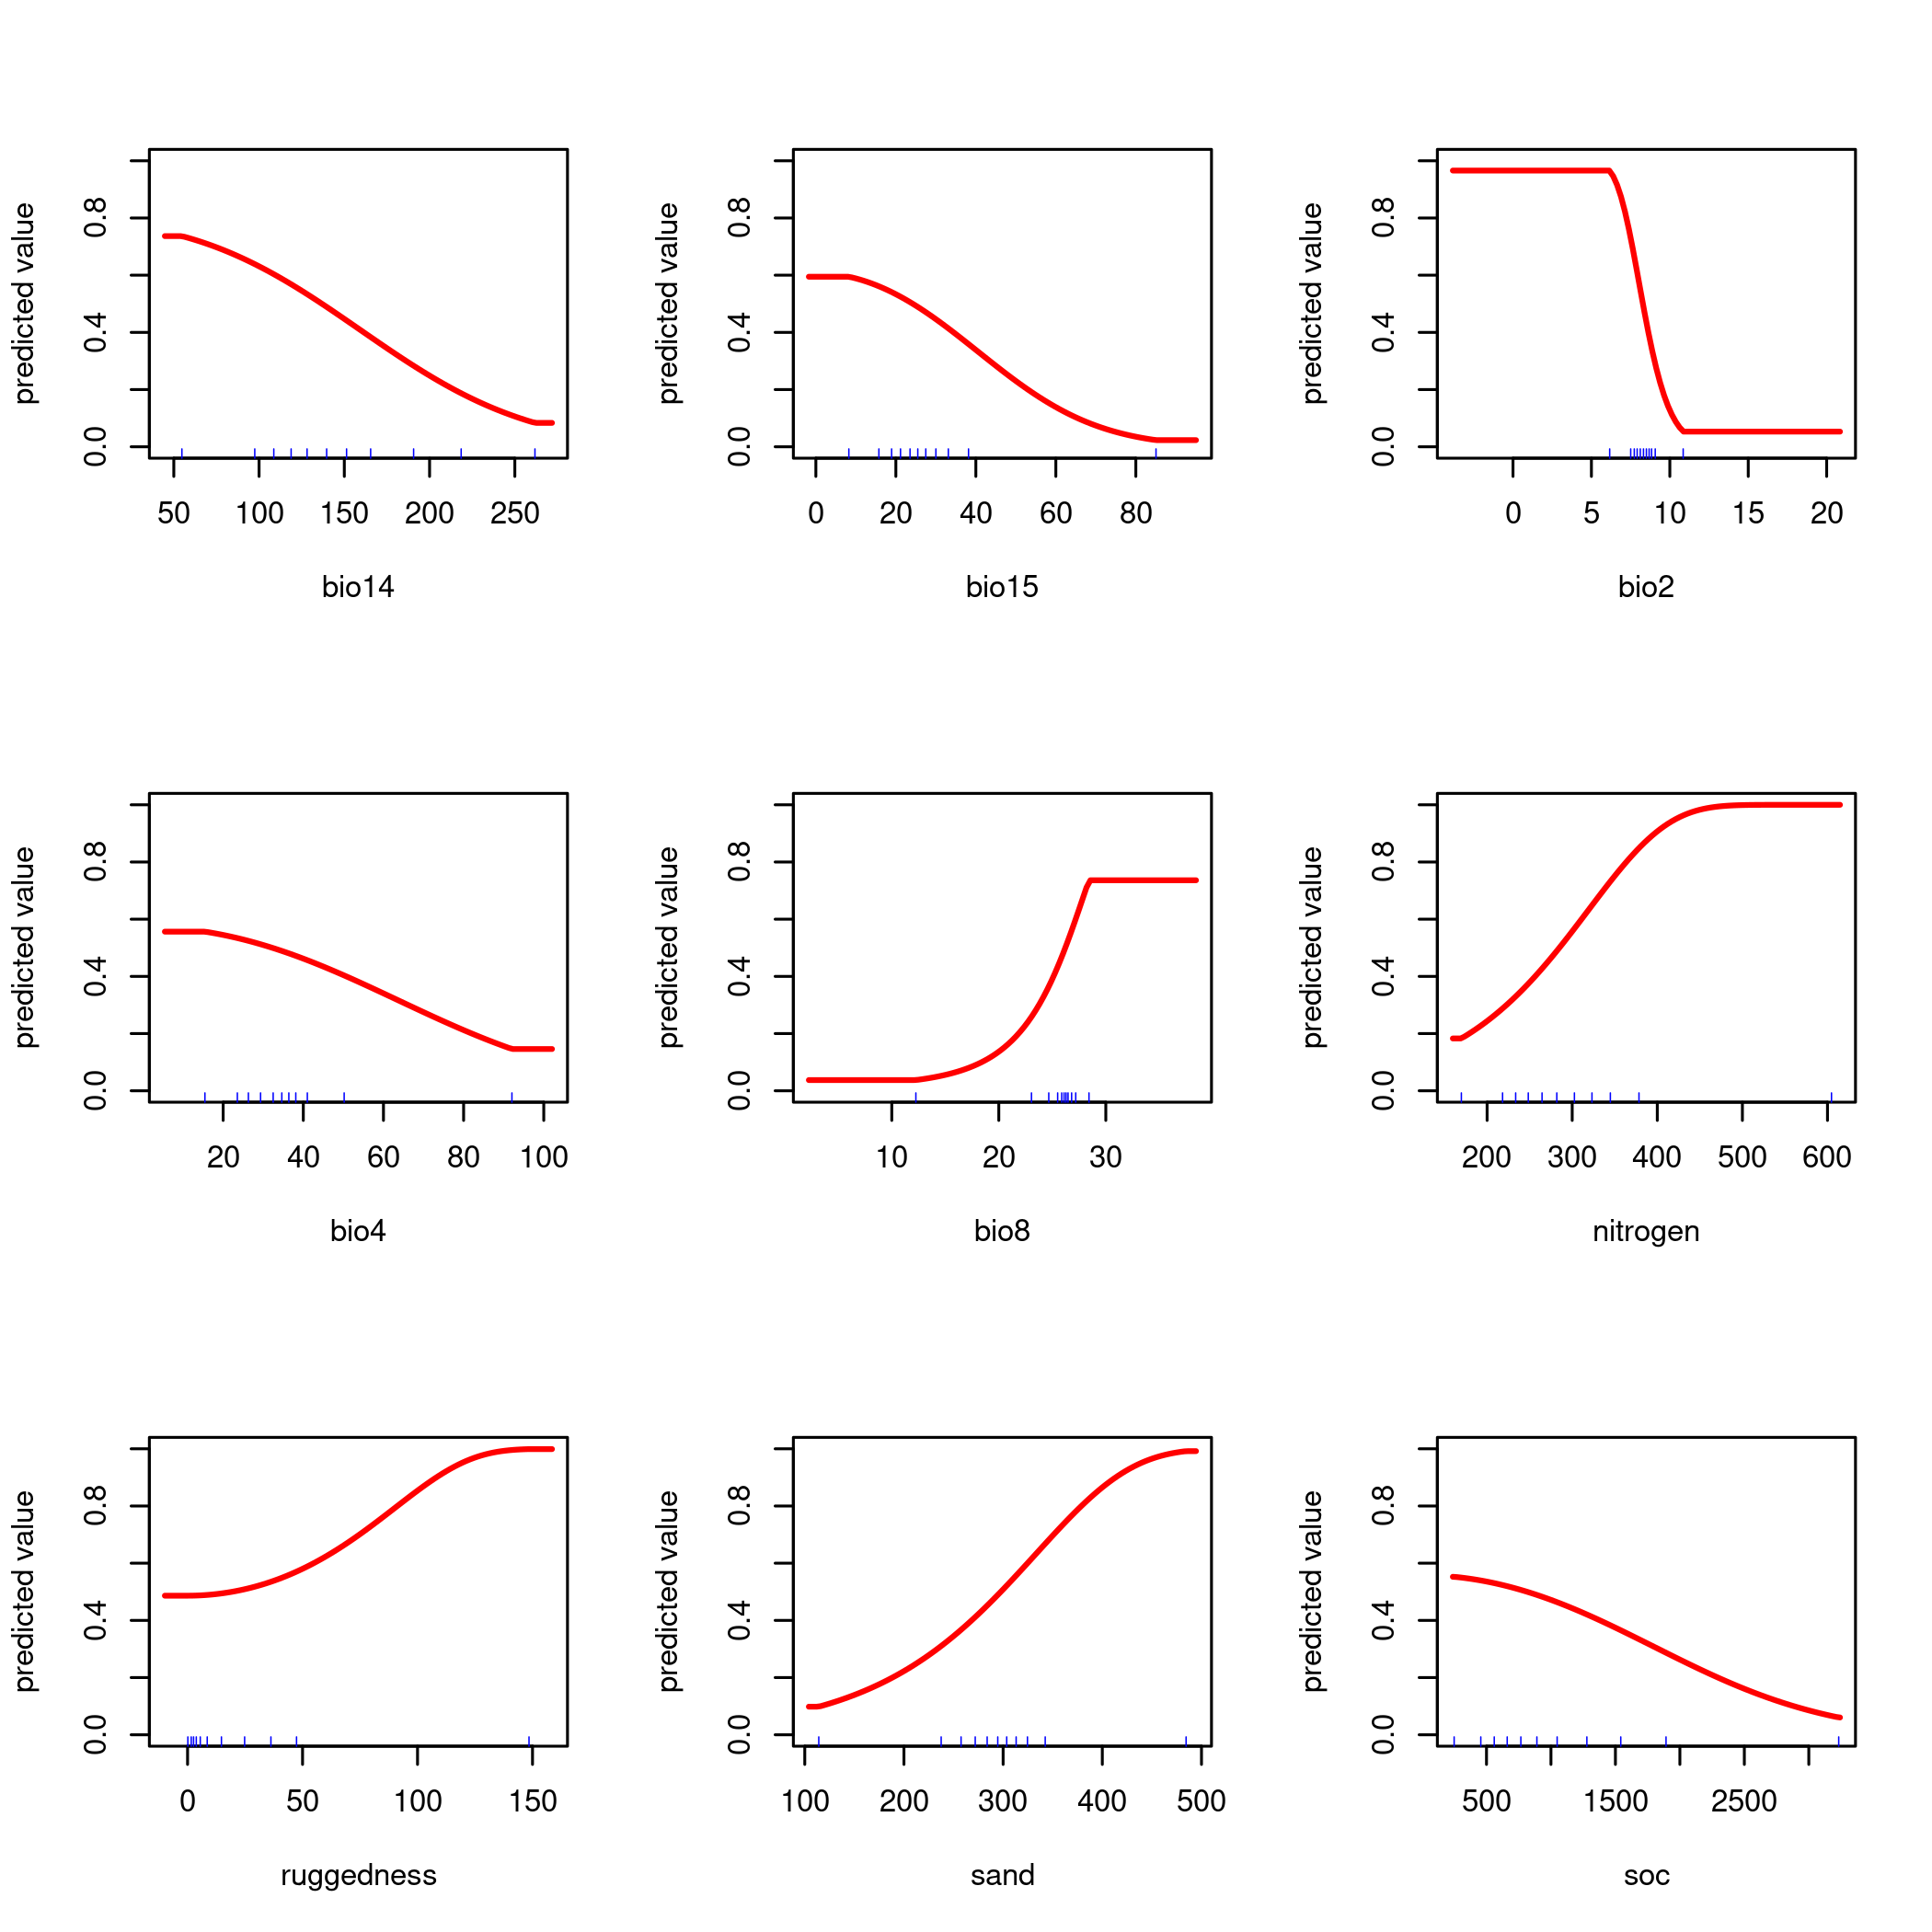 predicted value
0.0 0.4 0.8
50 100 150 200 250
bio14
predicted value
0.0 0.4 0.8
0 20 40 60 80
bio15
predicted value
0.0 0.4 0.8
0 5 10 15 20
bio2
predicted value
0.0 0.4 0.8
20 40 60 80 100
bio4
predicted value
0.0 0.4 0.8
10 20 30
bio8
predicted value
0.0 0.4 0.8
200 300 400 500 600
nitrogen
predicted value
0.0 0.4 0.8
0 50 100 150
ruggedness
predicted value
0.0 0.4 0.8
100 200 300 400 500
sand
predicted value
0.0 0.4 0.8
500 1500 2500
soc